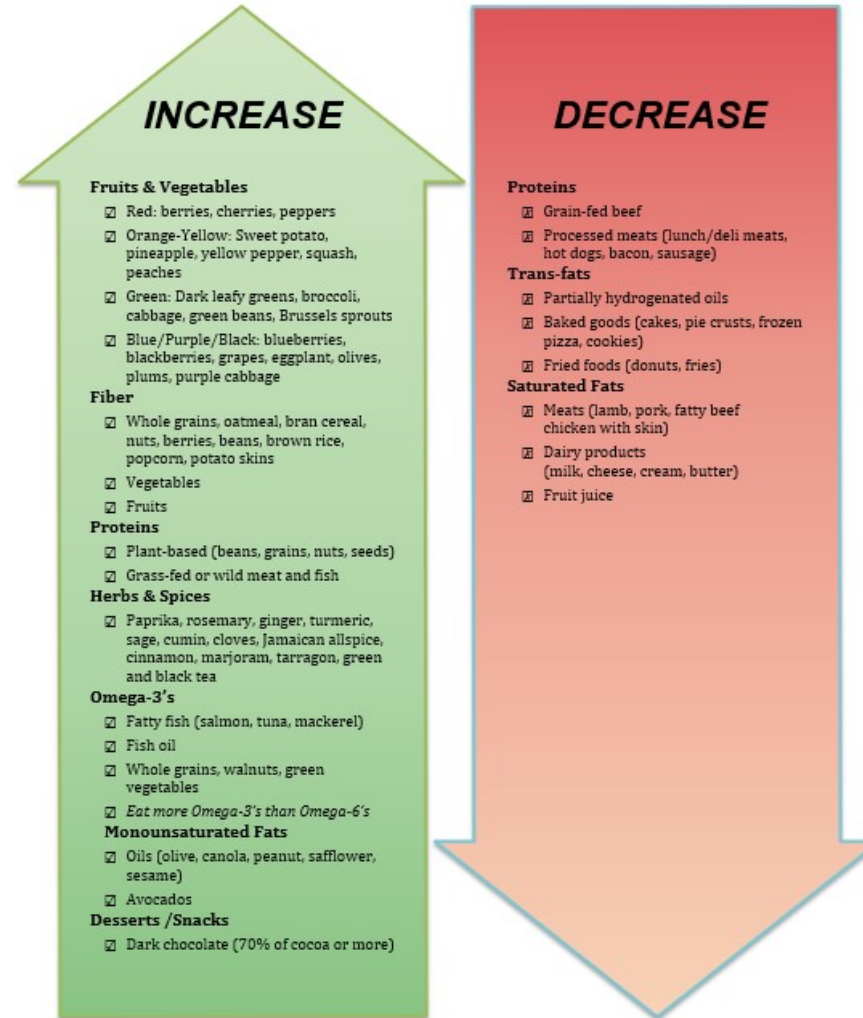 INCREASE
Fruits & Vegetables
☑ Red: berries, cherries, peppers
☑ Orange-Yellow: Sweet potato,
pineapple, yellow pepper, squash,
peaches
☑ Green: Dark leafy greens, broccoli,
cabbage, green beans, Brussels sprouts
☑ Blue/Purple/Black: blueberries,
blackberries, grapes, eggplant, olives,
plums, purple cabbage
Fiber
☑ Whole grains, oatmeal, bran cereal,
nuts, berries, beans, brown rice,
popcorn, potato skins
☑ Vegetables
☑ Fruits
Proteins
☑ Plant-based (beans, grains, nuts, seeds)
☑ Grass-fed or wild meat and fish
Herbs & Spices
☑ Paprika, rosemary, ginger, turmeric,
sage, cumin, cloves, Jamaican allspice,
cinnamon, marjoram, tarragon, green
and black tea
Omega-3's
☑ Fatty fish (salmon, tuna, mackerel)
☑ Fish oil
☑ Whole grains, walnuts, green
vegetables
☑ Eat more Omega-3's than Omega-6's
Monounsaturated Fats
☑ Oils (olive, canola, peanut, safflower,
sesame)
☑ Avocados
Desserts /Snacks
☑ Dark chocolate (70% of cocoa or more)
DECREASE
Proteins
☒ Grain-fed beef
☒ Processed meats (lunch/deli meats,
hot dogs, bacon, sausage)
Trans-fats
☒ Partially hydrogenated oils
☒ Baked goods (cakes, pie crusts, frozen
pizza, cookies)
☒ Fried foods (donuts, fries)
Saturated Fats
☒ Meats (lamb, pork, fatty beef
chicken with skin)
☒ Dairy products
(milk, cheese, cream, butter)
☒ Fruit juice